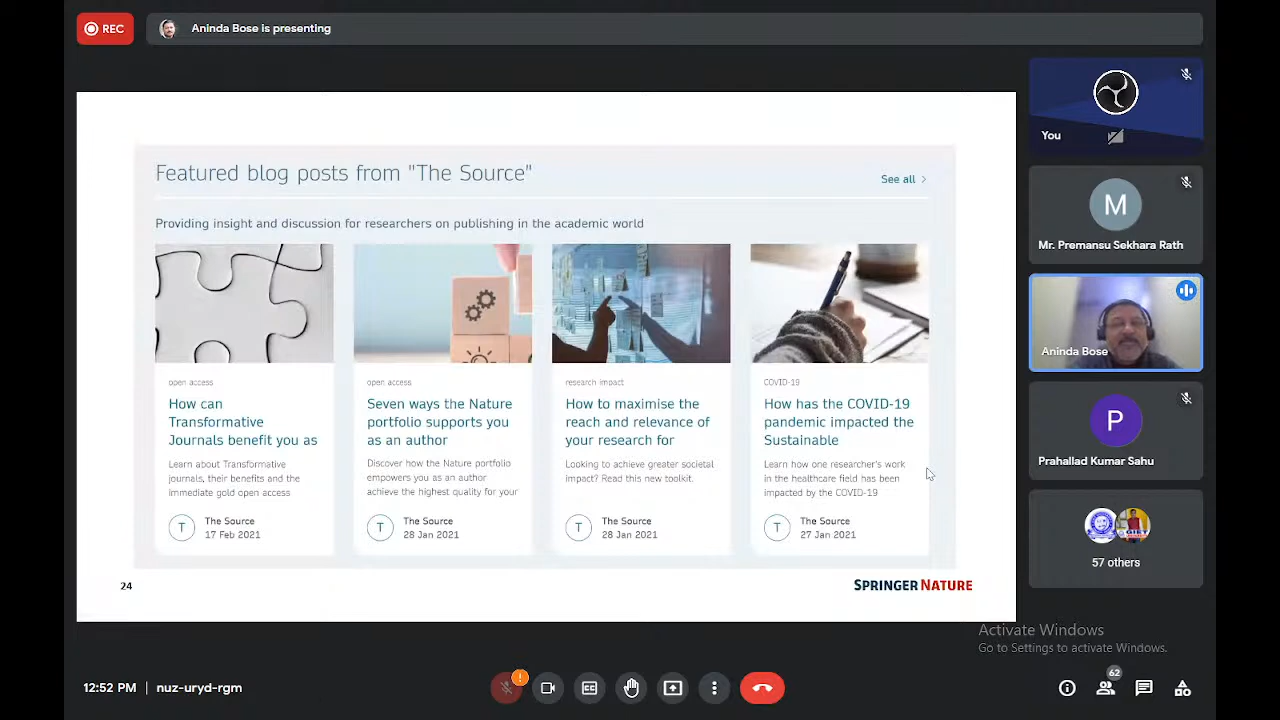 REC
Aninda Bose is presenting
Featured blog posts from "The Source"
See all
Providing insight and discussion for researchers on publishing in the academic world
open access
How can
Transformative
Journals benefit you as
Learn about Transformative
journals, their benefits and the
immediate gold open access
T
The Source
17 Feb 2021
open access
Seven ways the Nature
portfolio supports you
as an author
Discover how the Nature portfolio
empowers you as an author
achieve the highest quality for your
T
The Source
28 Jan 2021
research impact
How to maximise the
reach and relevance of
your research for
Looking to achieve greater societal
impact? Read this new toolkit.
T
The Source
28 Jan 2021
COVID-19
How has the COVID-19
pandemic impacted the
Sustainable
Learn how one researcher's work
in the healthcare field has been
impacted by the COVID-19
T
The Source
27 Jan 2021
24
SPRINGER NATURE
You
M
Mr. Premansu Sekhara Rath
Aninda Bose
P
Prahallad Kumar Sahu
GIET
57 others
Activate Windows
Go to Settings to activate Windows.
12:52 PM | nuz-uryd-rgm
!
CC
62